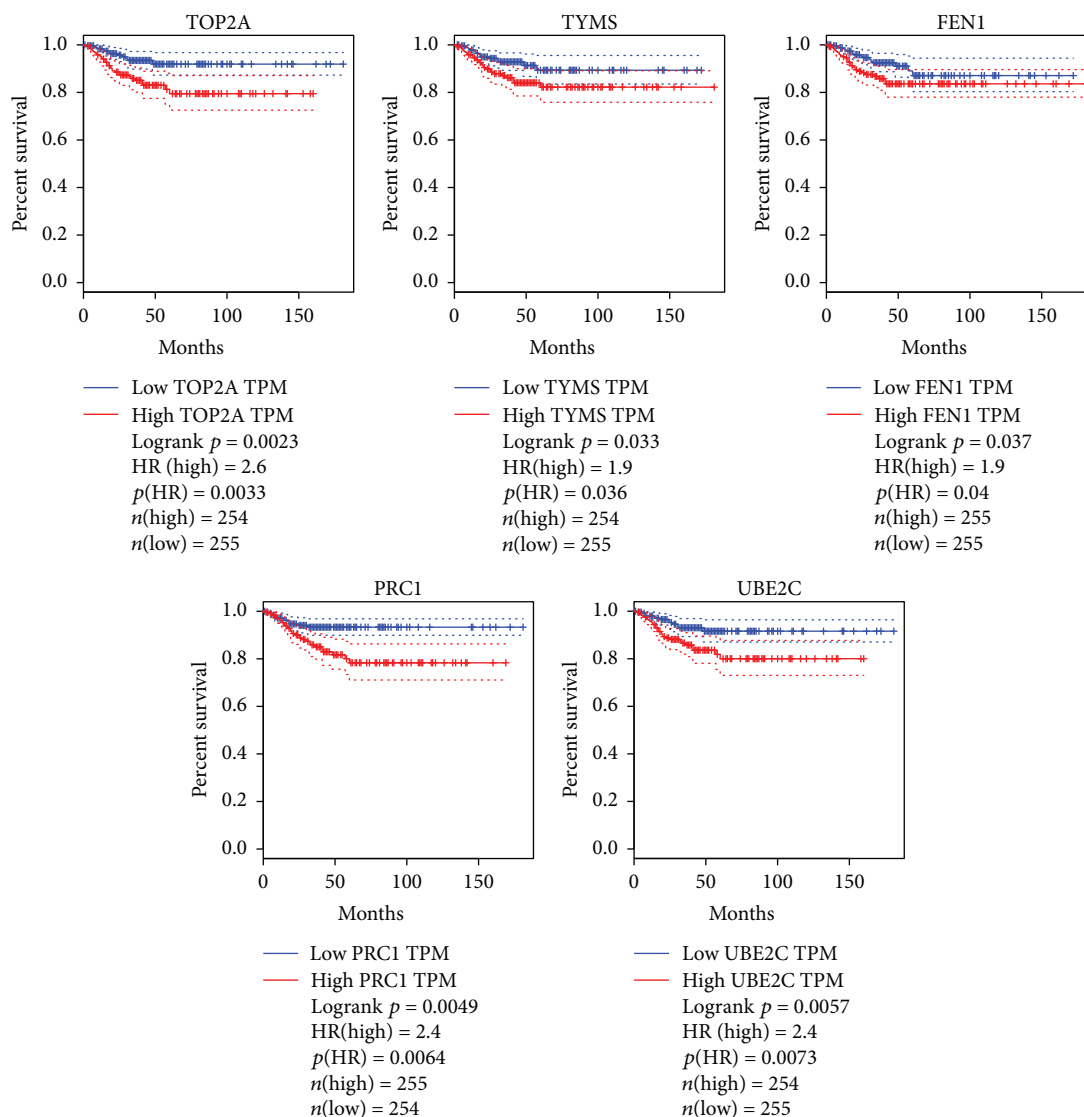 TOP2A
1.0
0.8
0.6
0.4
0.2
0.0
Percent survival
0 50 100 150
Months
Low TOP2A TPM
High TOP2A TPM
Logrank p = 0.0023
HR (high) = 2.6
p(HR) = 0.0033
n(high) = 254
n(low) = 255
TYMS
1.0
0.8
0.6
0.4
0.2
0.0
Percent survival
0 50 100 150
Months
Low TYMS TPM
High TYMS TPM
Logrank p = 0.033
HR(high) = 1.9
p(HR) = 0.036
n(high) = 254
n(low) = 255
FEN1
1.0
0.8
0.6
0.4
0.2
0.0
Percent survival
0 50 100 150
Months
Low FEN1 TPM
High FEN1 TPM
Logrank p = 0.037
HR(high) = 1.9
p(HR) = 0.04
n(high) = 255
n(low) = 255
PRC1
1.0
0.8
0.6
0.4
0.2
0.0
Percent survival
0 50 100 150
Months
Low PRC1 TPM
High PRC1 TPM
Logrank p = 0.0049
HR(high) = 2.4
p(HR) = 0.0064
n(high) = 255
n(low) = 254
UBE2C
1.0
0.8
0.6
0.4
0.2
0.0
Percent survival
0 50 100 150
Months
Low UBE2C TPM
High UBE2C TPM
Logrank p = 0.0057
HR (high) = 2.4
p(HR) = 0.0073
n(high) = 254
n(low) = 255